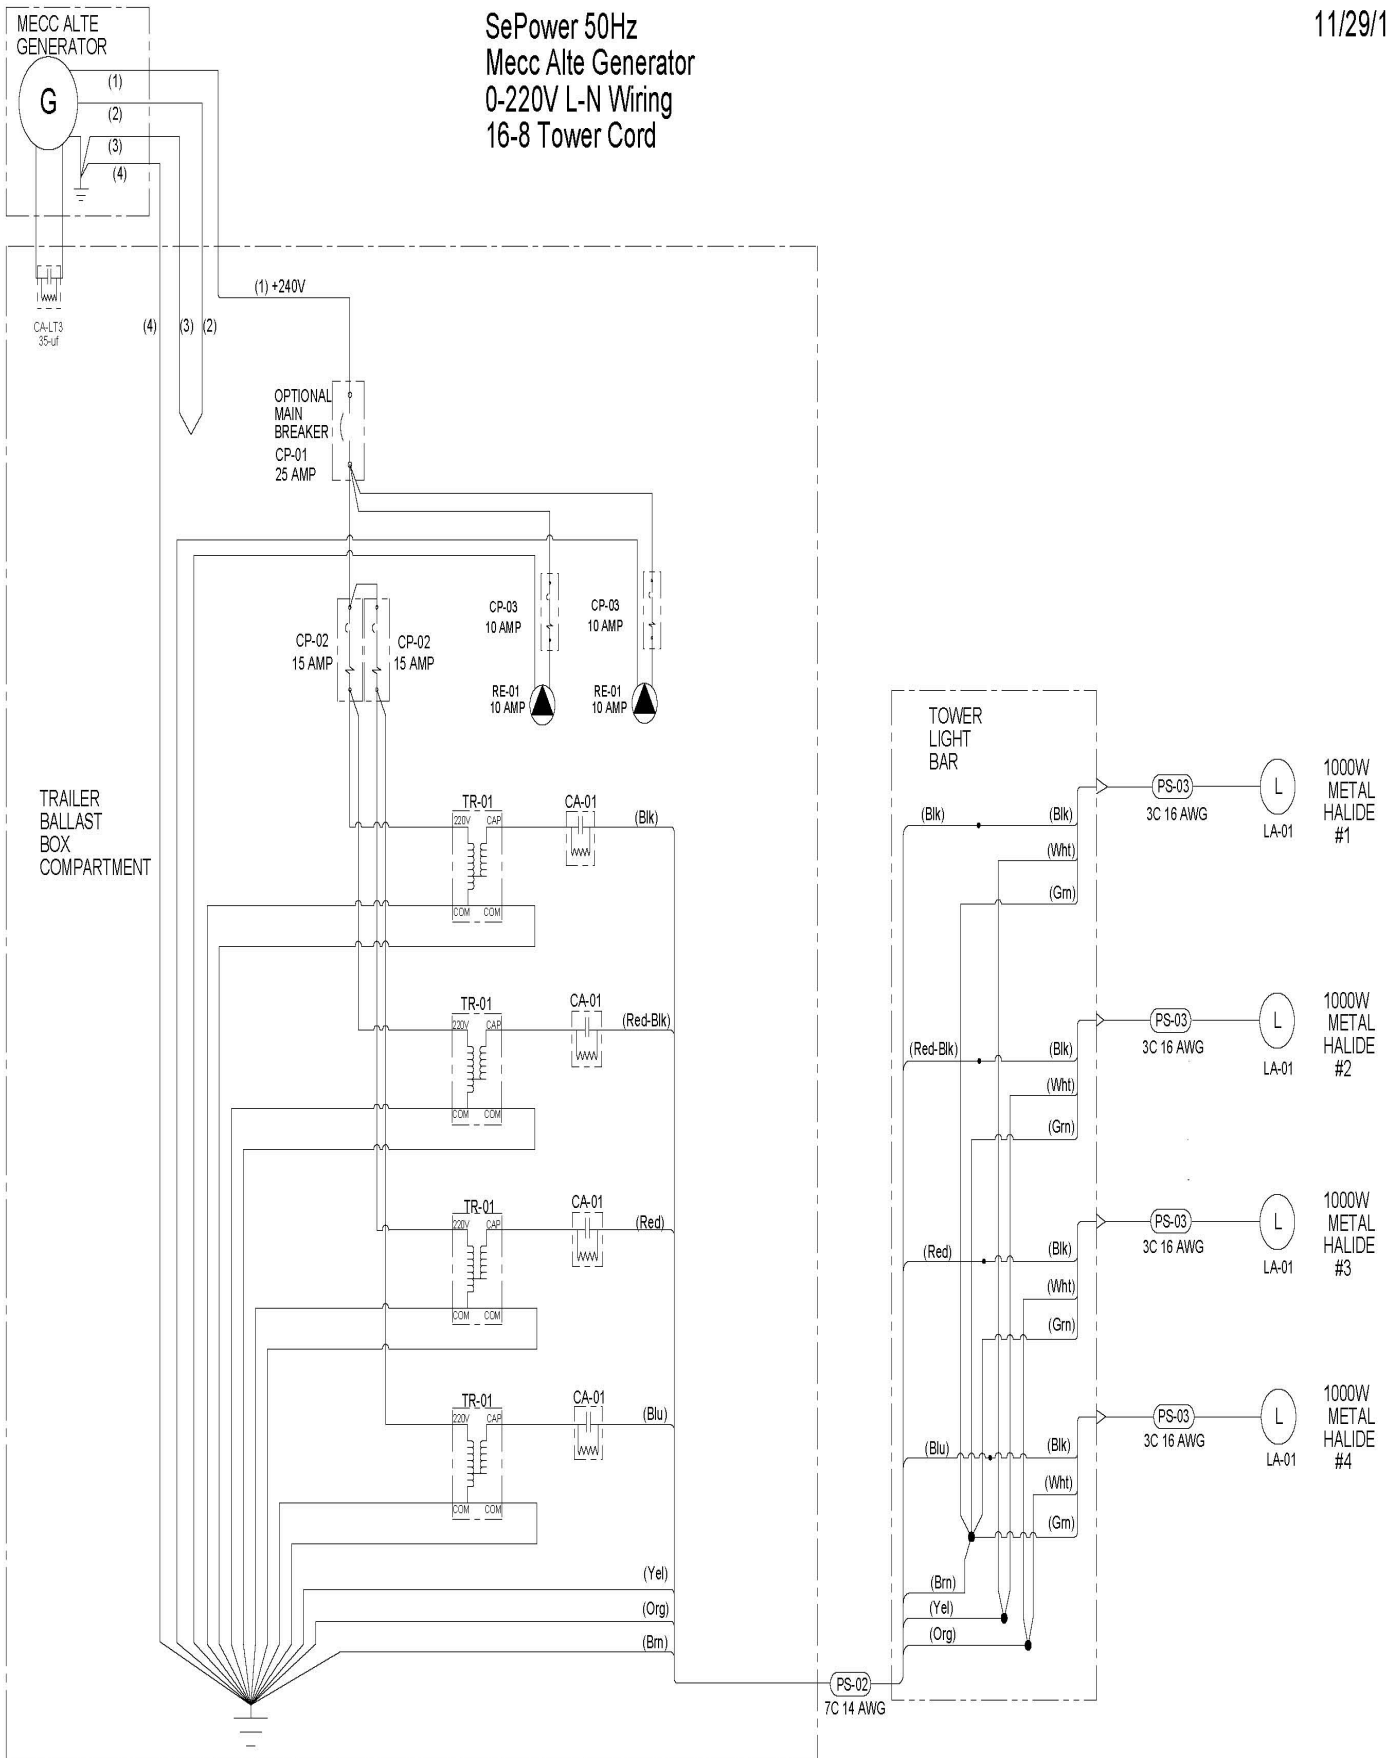 MECC ALTE
GENERATOR
G
(1)
(2)
(3)
(4)
SePower 50Hz
Mecc Alte Generator
0-220V L-N Wiring
16-8 Tower Cord
11/29/1
CA-LT3
35-uf
(4)
(3)
(2)
(1) +240V
OPTIONAL
MAIN
BREAKER
CP-01
25 AMP
CP-02
15 AMP
CP-02
15 AMP
CP-03
10 AMP
CP-03
10 AMP
RE-01
10 AMP
RE-01
10 AMP
TRAILER
BALLAST
BOX
COMPARTMENT
TR-01
220V
CAP
COM
COM
CA-01
(Blk)
TR-01
220V
CAP
COM
COM
CA-01
(Red-Blk)
TR-01
220V
CAP
COM
COM
CA-01
(Red)
TR-01
220V
CAP
COM
COM
CA-01
(Blu)
(Yel)
(Org)
(Brn)
PS-02
7C 14 AWG
TOWER
LIGHT
BAR
(Blk)
(Blk)
(Wht)
(Grn)
PS-03
3C 16 AWG
L
LA-01
1000W
METAL
HALIDE
#1
(Red-Blk)
(Blk)
(Wht)
(Grn)
PS-03
3C 16 AWG
L
LA-01
1000W
METAL
HALIDE
#2
(Red)
(Blk)
(Wht)
(Grn)
PS-03
3C 16 AWG
L
LA-01
1000W
METAL
HALIDE
#3
(Blu)
(Blk)
(Wht)
(Grn)
PS-03
3C 16 AWG
L
LA-01
1000W
METAL
HALIDE
#4
(Brn)
(Yel)
(Org)